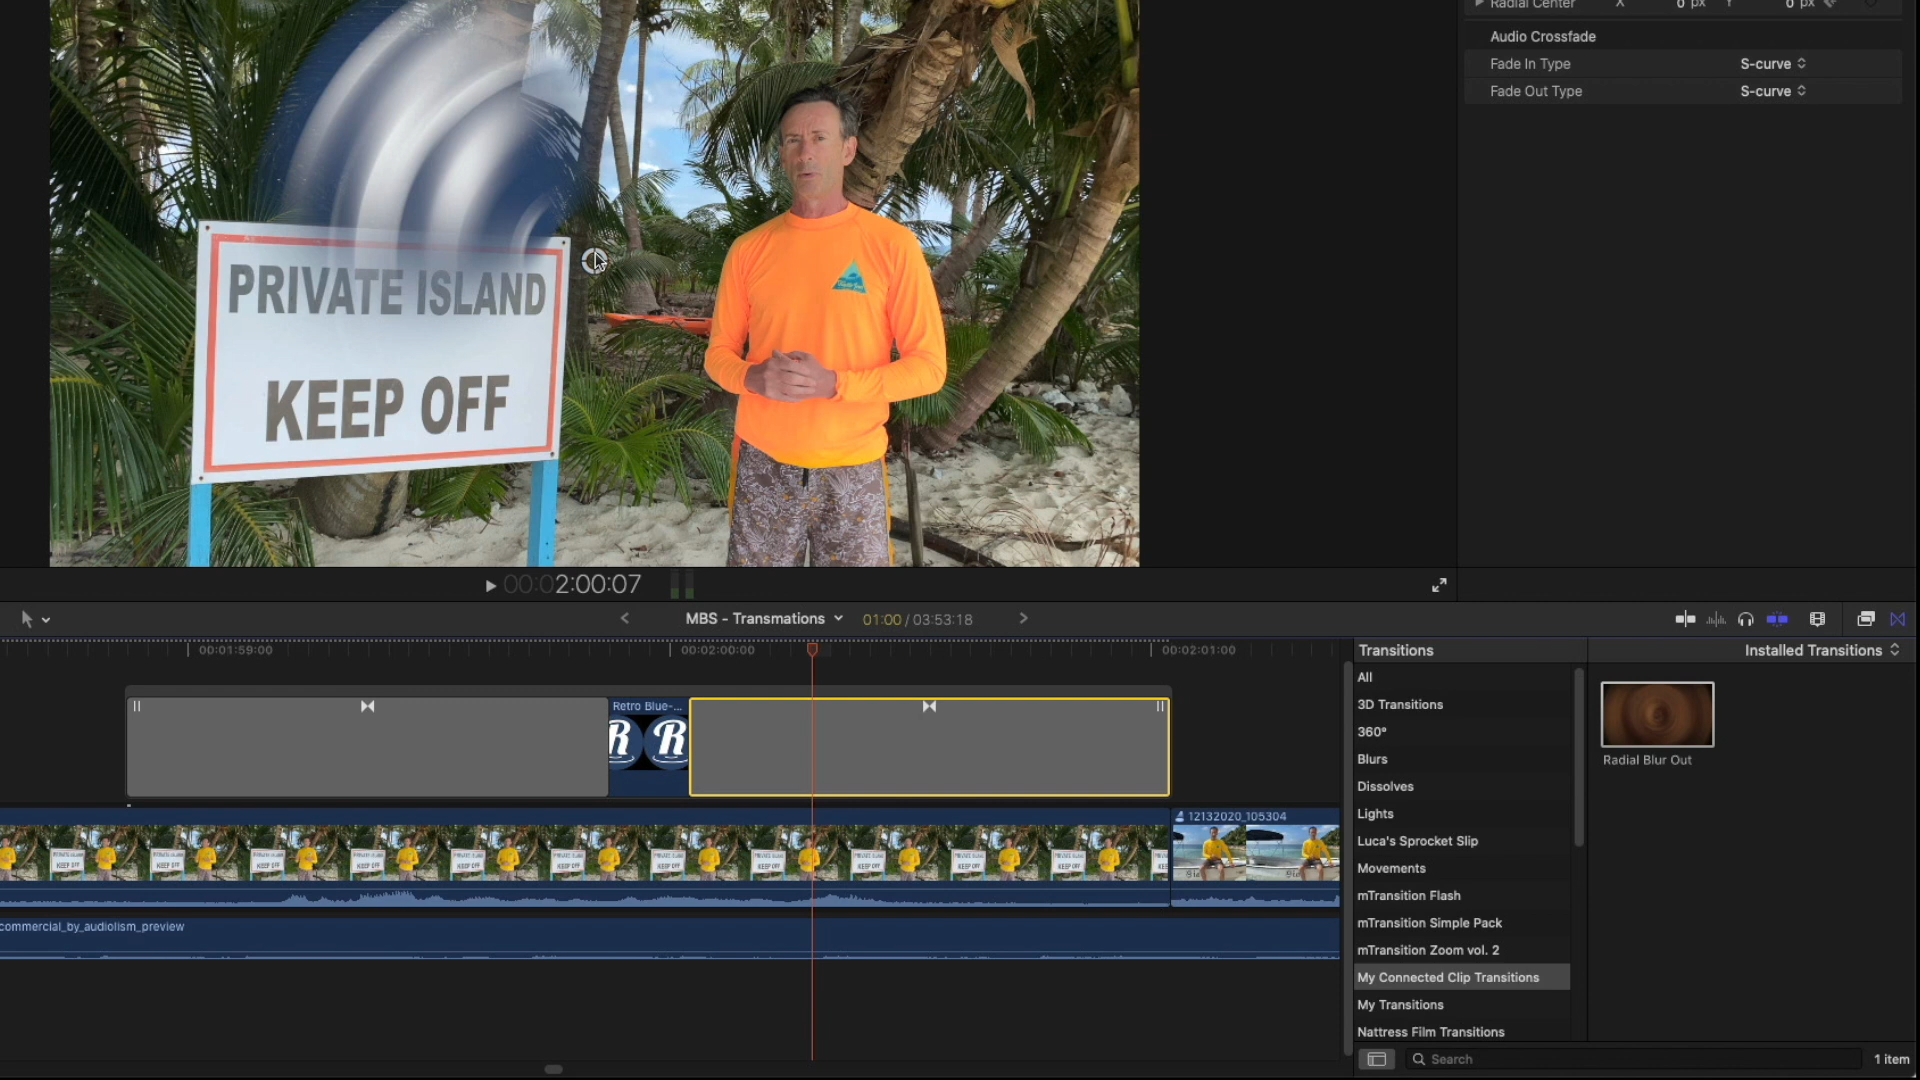 Radial Center X 0 px Y 0 px
Audio Crossfade
Fade In Type S-curve
Fade Out Type S-curve
PRIVATE ISLAND
KEEP OFF
00:02:00:07
MBS - Transmations 01:00 / 03:53:18
00:01:59:00 00:02:00:00 00:02:01:00
Transitions Installed Transitions
All
3D Transitions
360°
Blurs
Dissolves
Lights
Luca's Sprocket Slip
Movements
mTransition Flash
mTransition Simple Pack
mTransition Zoom vol. 2
My Connected Clip Transitions
My Transitions
Nattress Film Transitions
Radial Blur Out
Retro Blue-...
R R
12132020_105304
commercial_by_audiolism_preview
Search 1 item